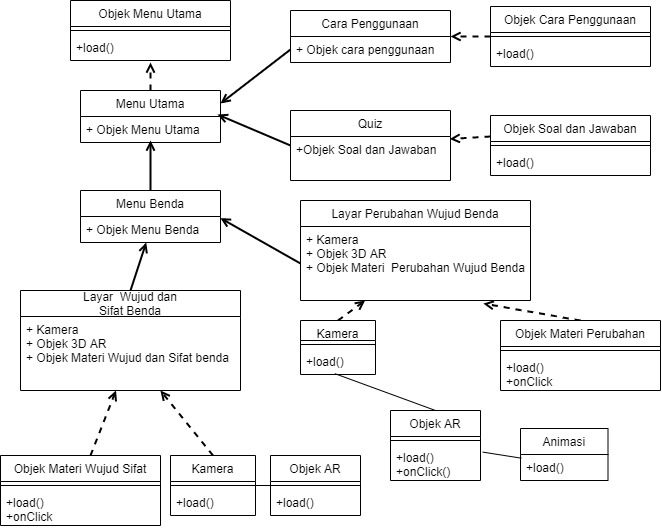 Objek Menu Utama
+load()
Cara Penggunaan
+ Objek cara penggunaan
Objek Cara Penggunaan
+load()
Menu Utama
+ Objek Menu Utama
Quiz
+Objek Soal dan Jawaban
Objek Soal dan Jawaban
+load()
Menu Benda
+ Objek Menu Benda
Layar Perubahan Wujud Benda
+ Kamera
+ Objek 3D AR
+ Objek Materi Perubahan Wujud Benda
Layar Wujud dan
Sifat Benda
+ Kamera
+ Objek 3D AR
+ Objek Materi Wujud dan Sifat benda
Kamera
+load()
Objek Materi Perubahan
+load()
+onClick
Objek AR
+load()
+onClick()
Animasi
+load()
Objek Materi Wujud Sifat
+load()
+onClick
Kamera
+load()
Objek AR
+load()